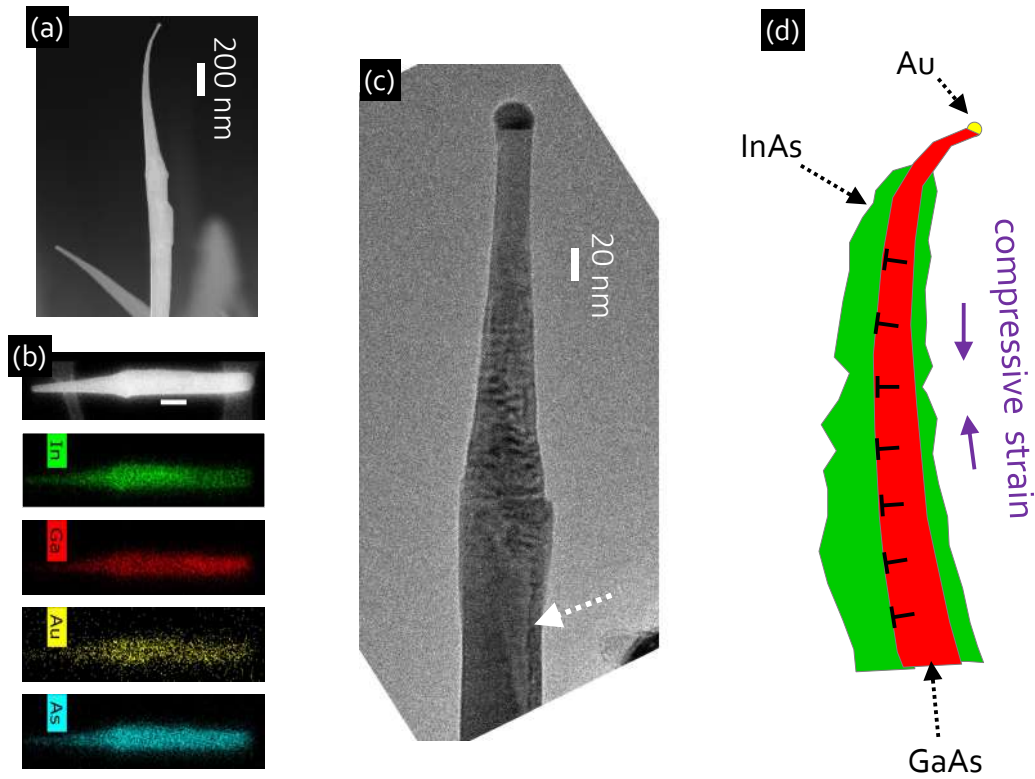 (a)
200 nm
(b)
In
Ga
Au
As
(c)
20 nm
(d)
Au
InAs
compressive strain
GaAs